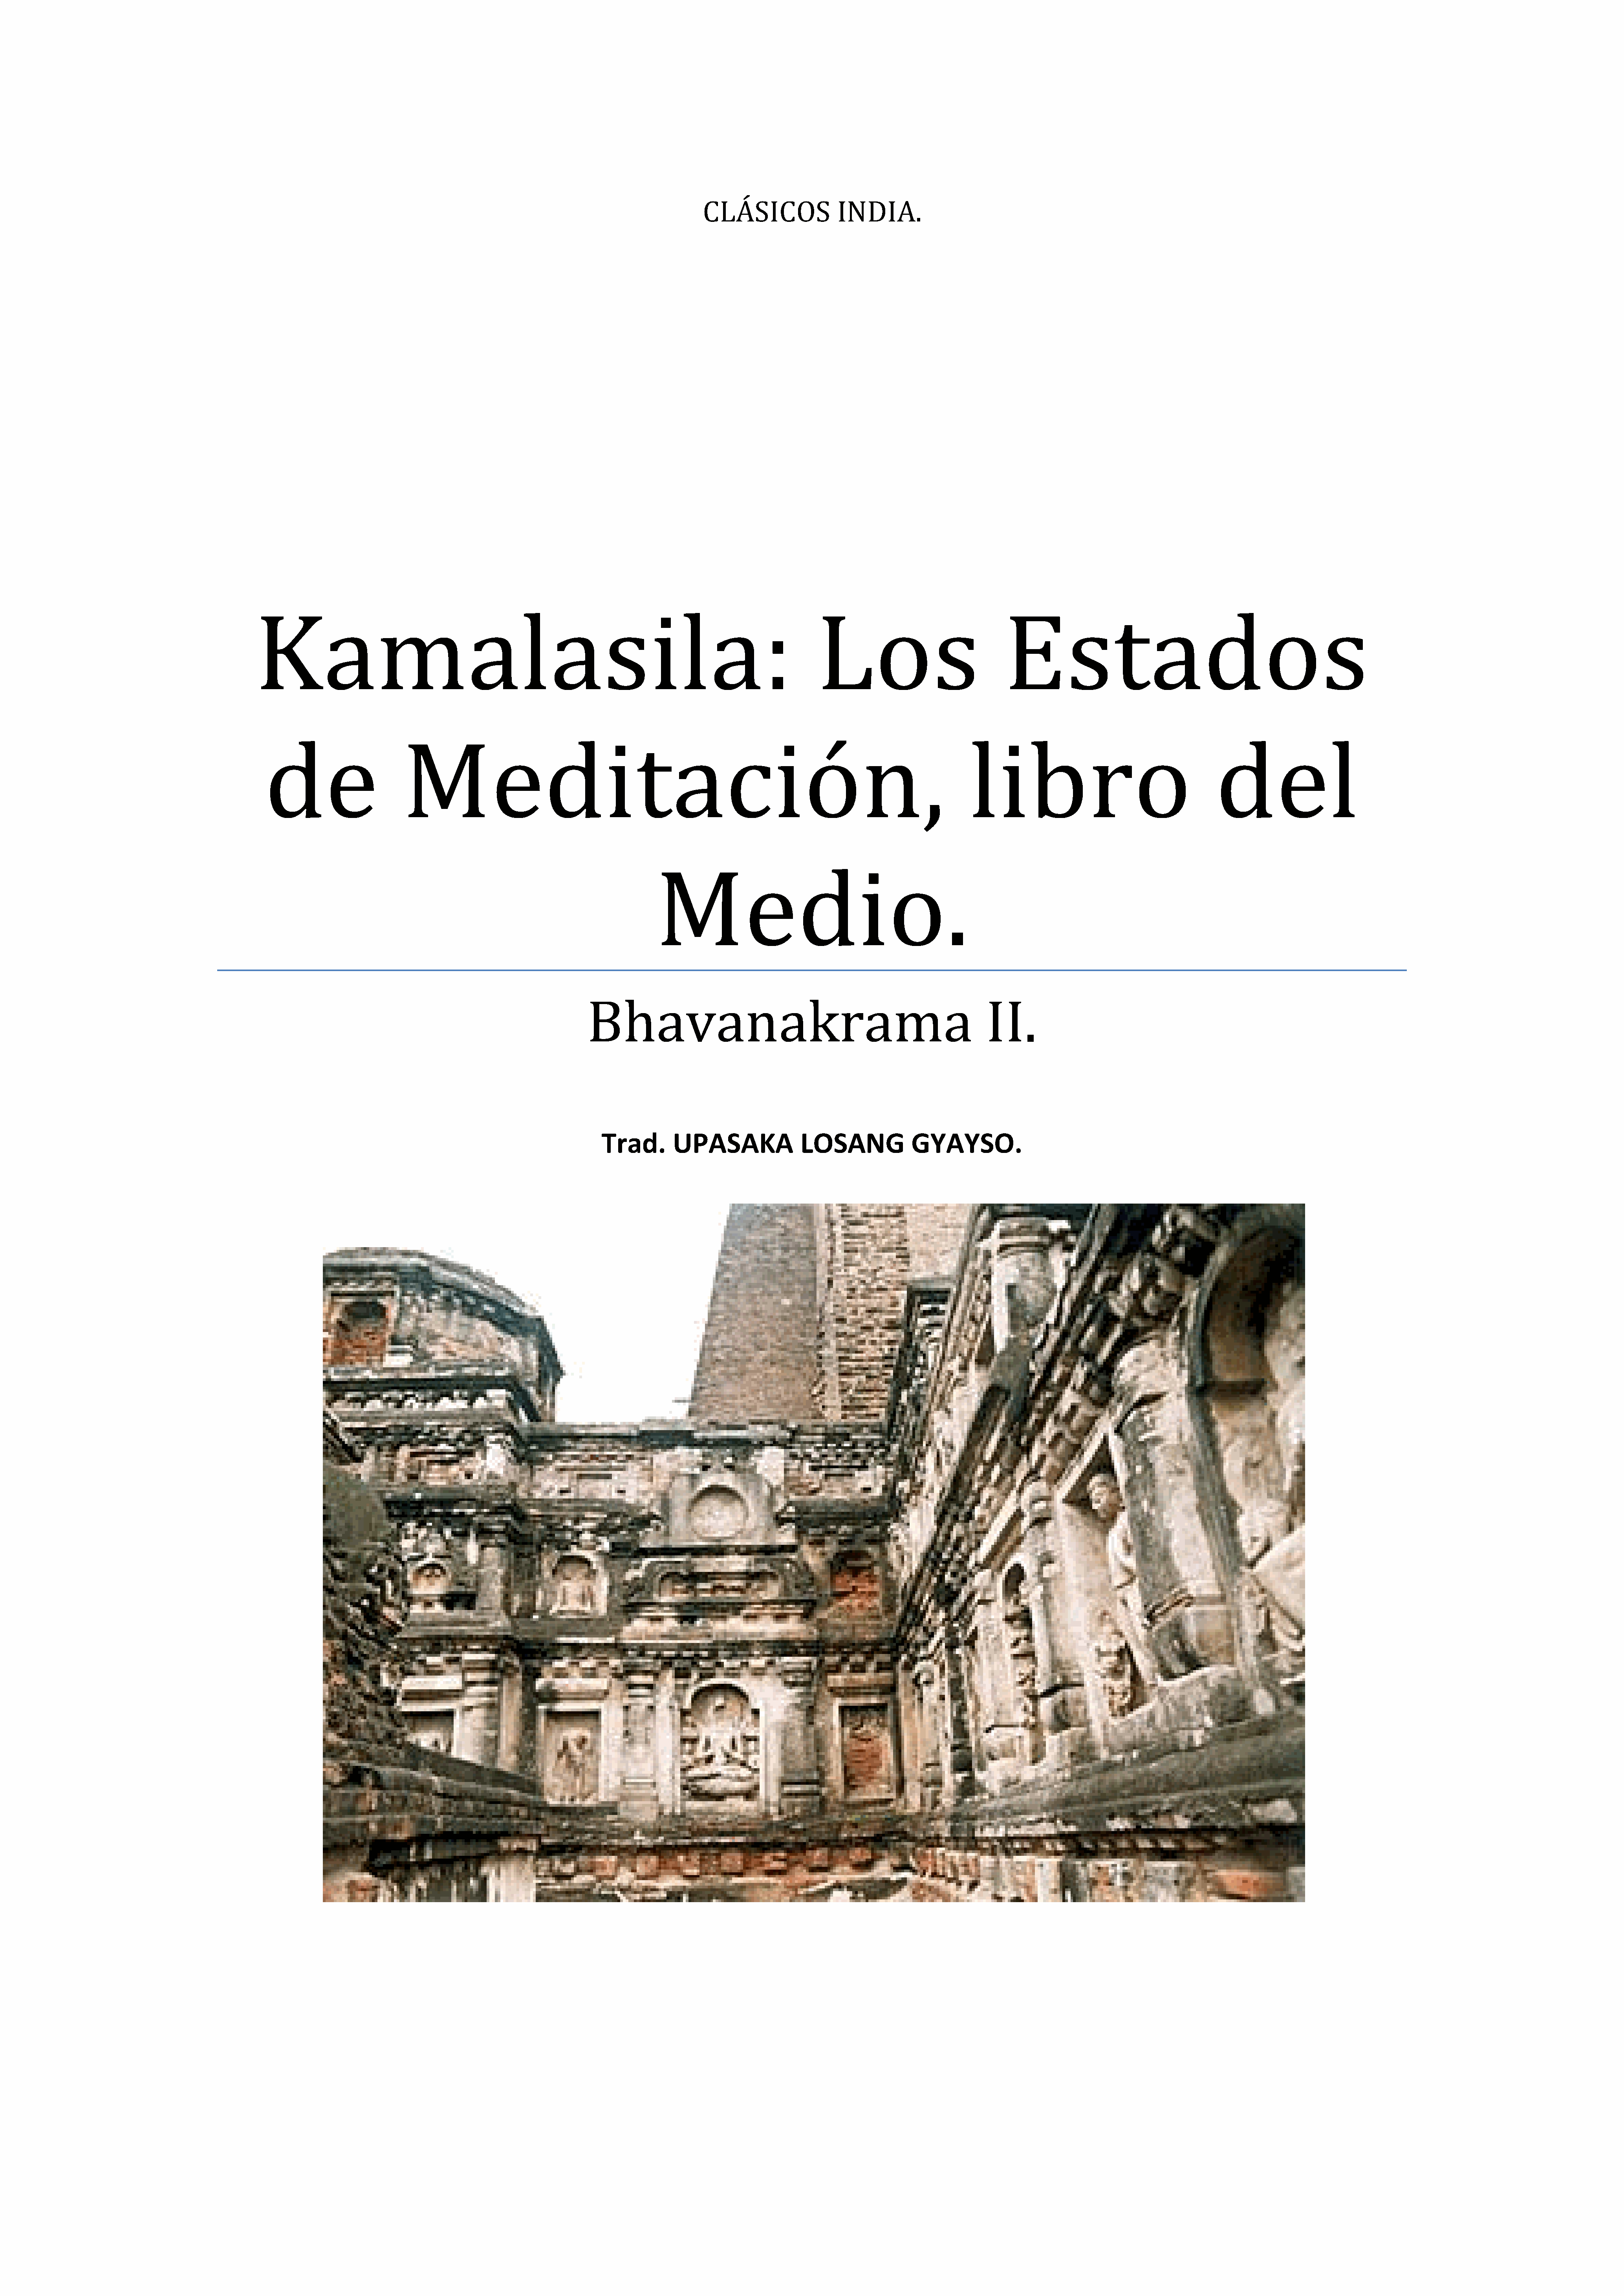 CLÁSICOS INDIA.
Kamalasila: Los Estados
de Meditación, libro del
Medio.
Bhavanakrama II.
Trad. UPASAKA LOSANG GYAYSO.